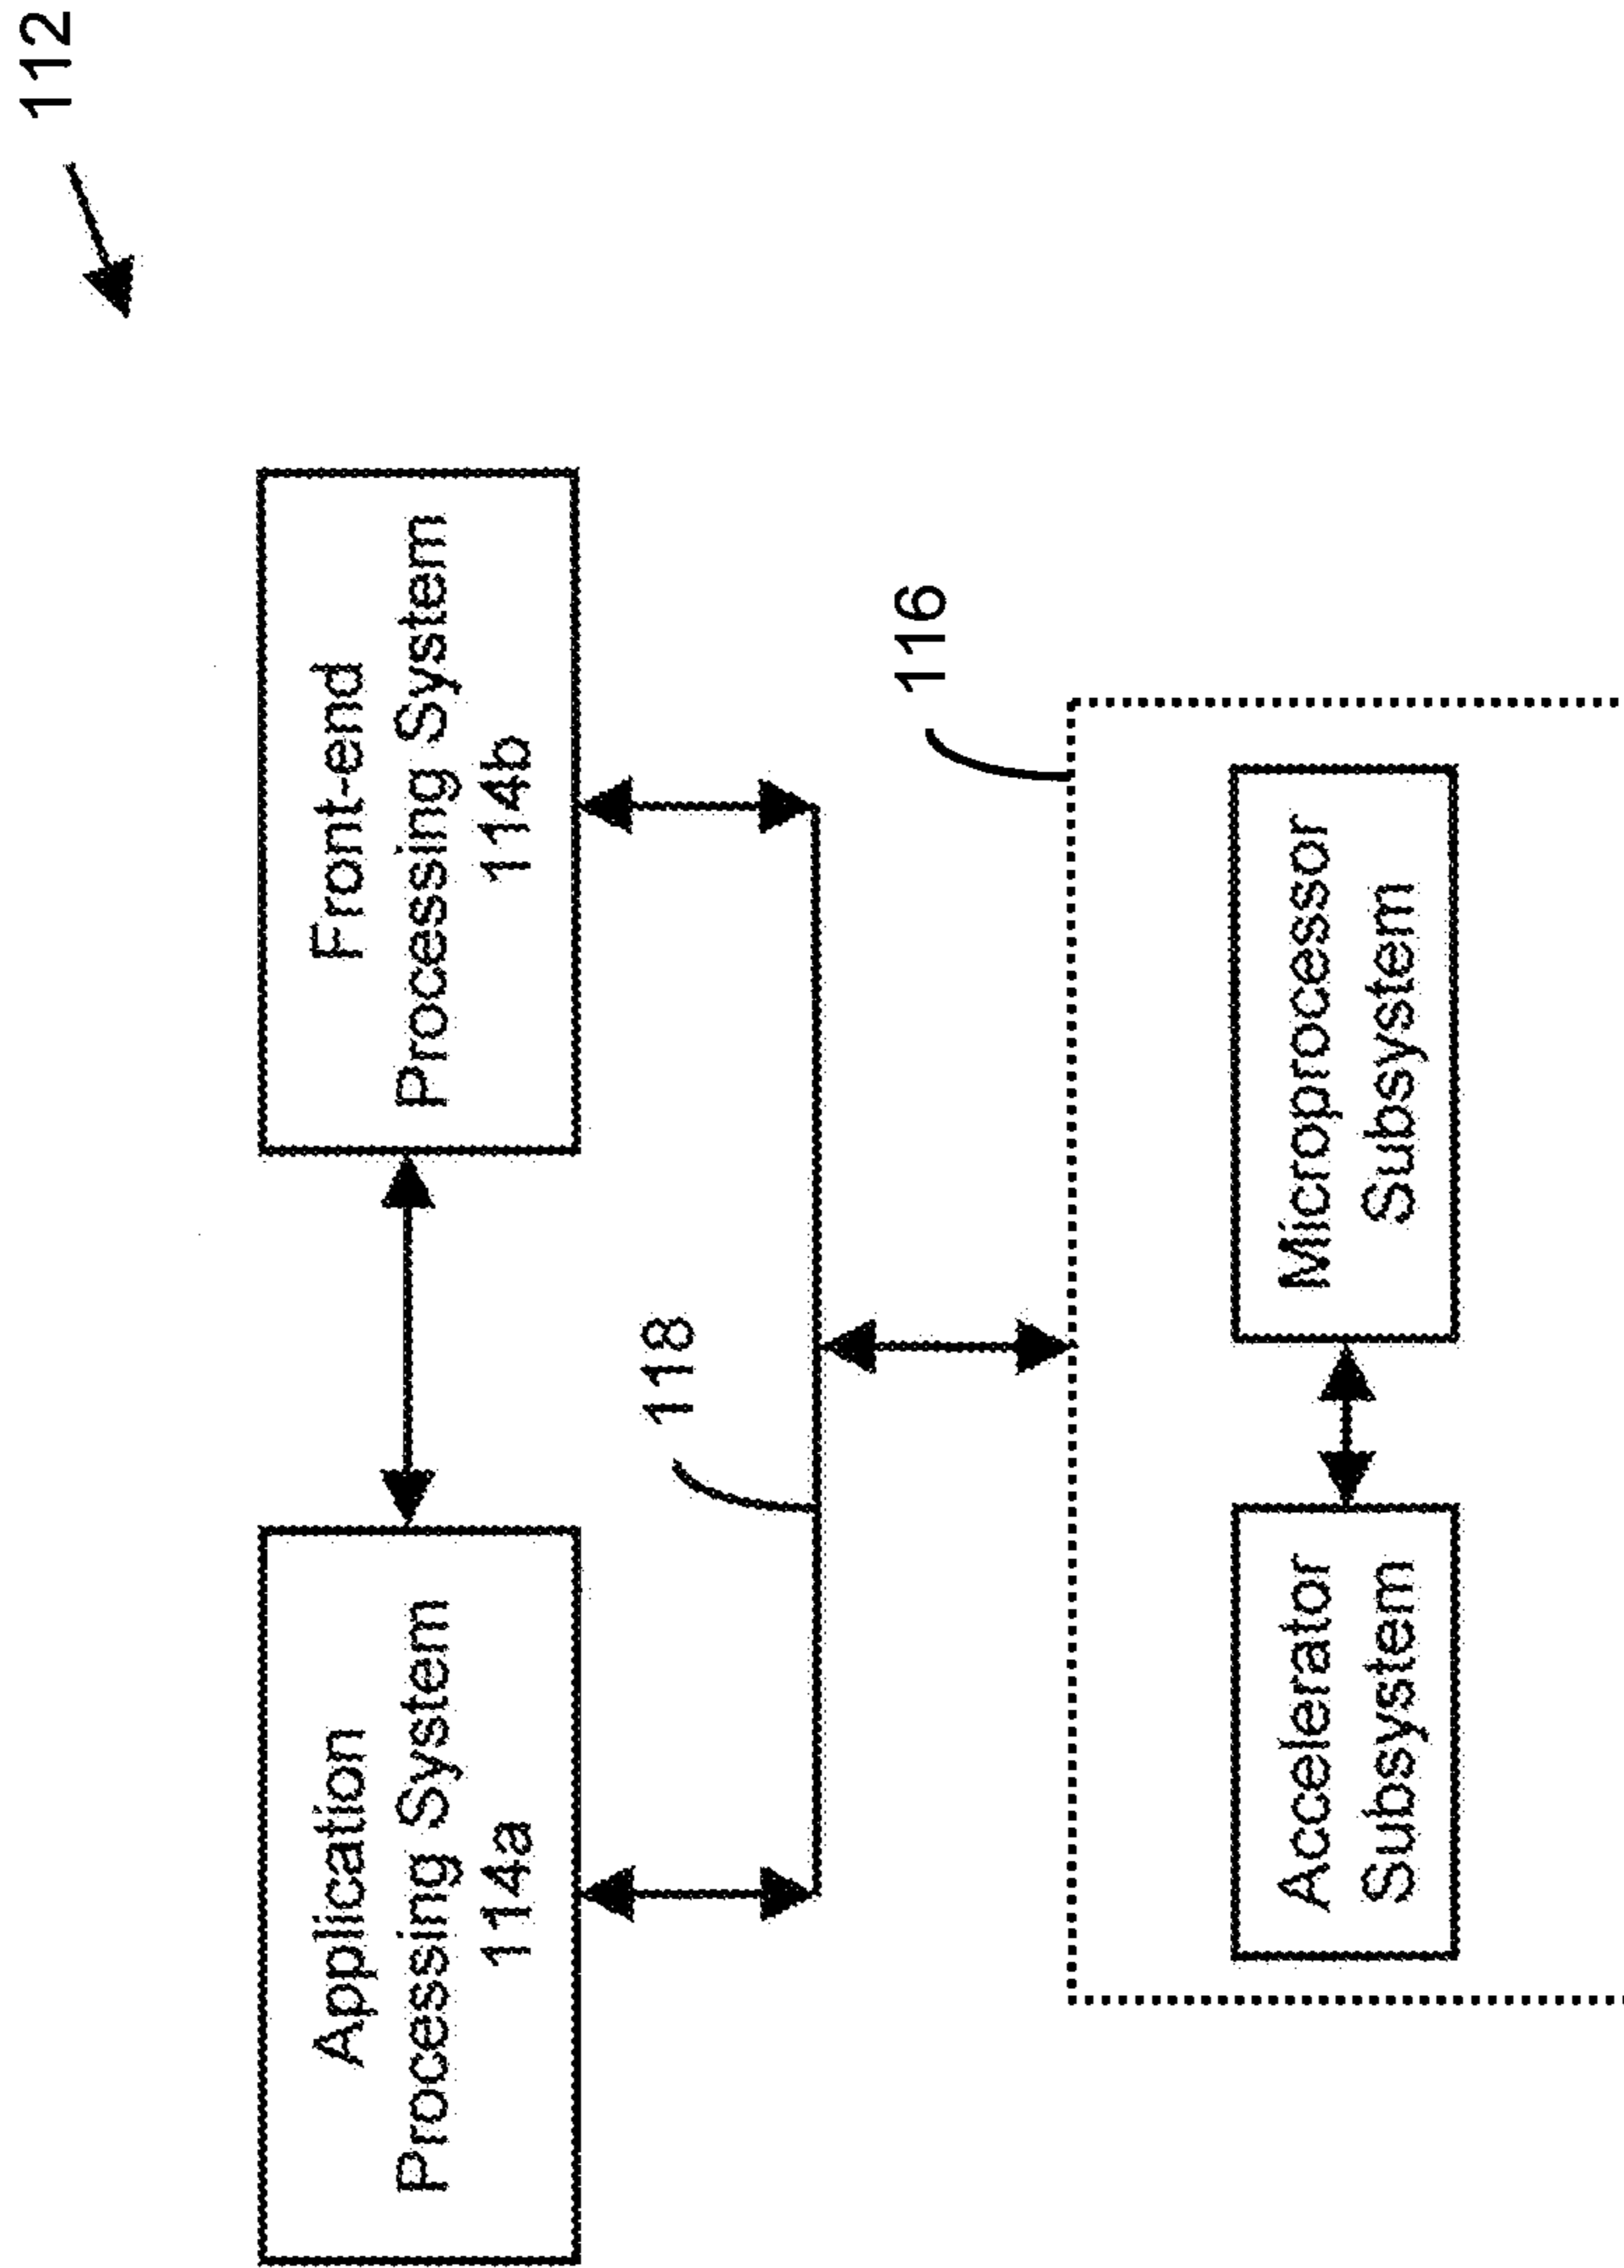 112
Application
Processing System
114a
Front-end
Processing System
114b
118
116
Accelerator
Subsystem
Microprocessor
Subsystem